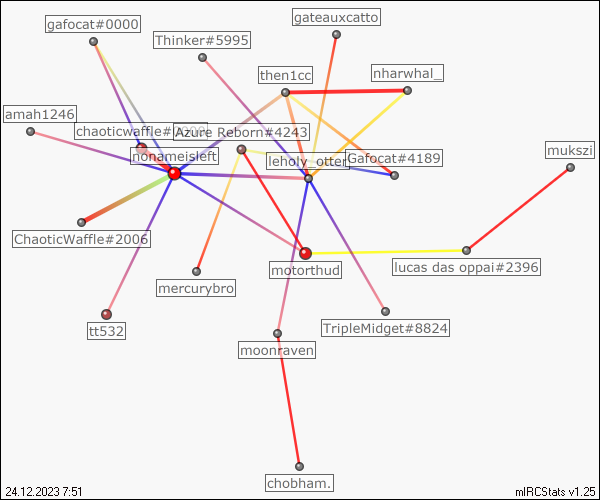 gateauxcatto
gafocat#0000
Thinker#5995
then1cc
nharwhal_
amah1246
chaoticwaffle#
Azure Reborn#4243
nonameisleft
leholy_otter
Gafocat#4189
mukszi
ChaoticWaffle#2006
motorthud
lucas das oppai#2396
mercurybro
tt532
TripleMidget#8824
moonraven
chobham.
24.12.2023 7:51
mIRCStats v1.25